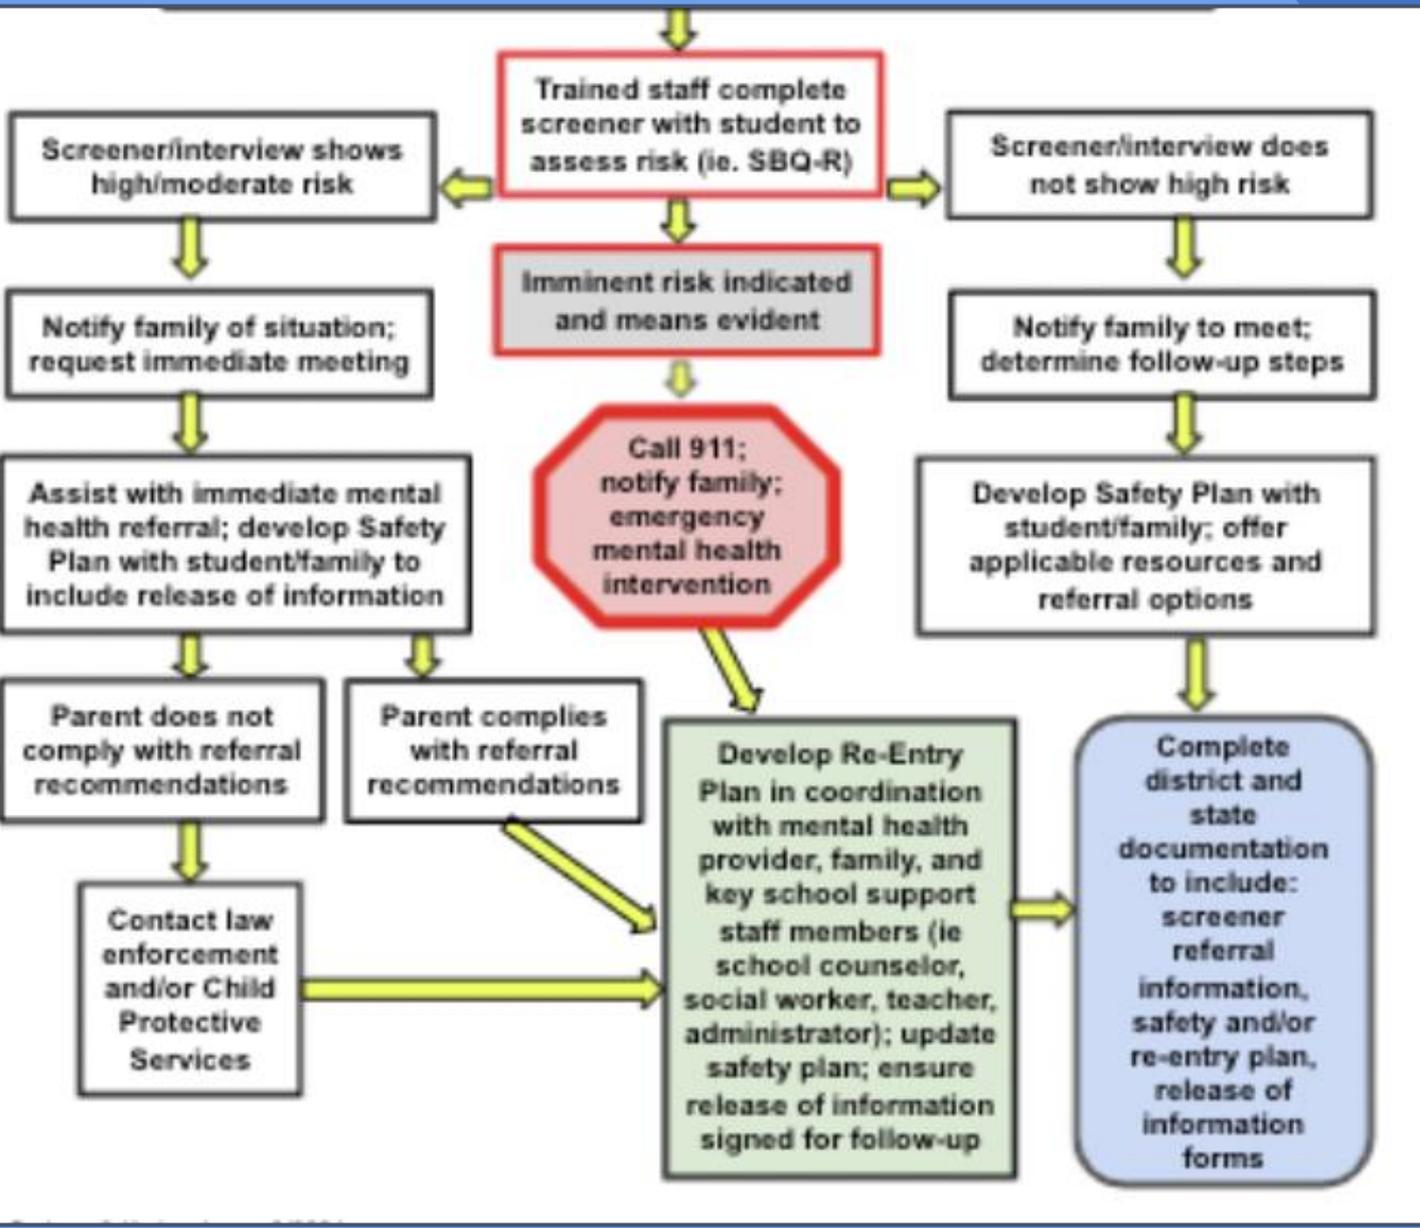 Trained staff complete
screener with student to
assess risk (ie. SBQ-R)
Screener/interview shows
high/moderate risk
Screener/interview does
not show high risk
Imminent risk indicated
and means evident
Notify family of situation;
request immediate meeting
Notify family to meet;
determine follow-up steps
Call 911;
notify family;
emergency
mental health
intervention
Assist with immediate mental
health referral; develop Safety
Plan with student/family to
include release of information
Develop Safety Plan with
student/family; offer
applicable resources and
referral options
Parent does not
comply with referral
recommendations
Parent complies
with referral
recommendations
Contact law
enforcement
and/or Child
Protective
Services
Develop Re-Entry
Plan in coordination
with mental health
provider, family, and
key school support
staff members (ie
school counselor,
social worker, teacher,
administrator); update
safety plan; ensure
release of information
signed for follow-up
Complete
district and
state
documentation
to include:
screener
referral
information,
safety and/or
re-entry plan,
release of
information
forms